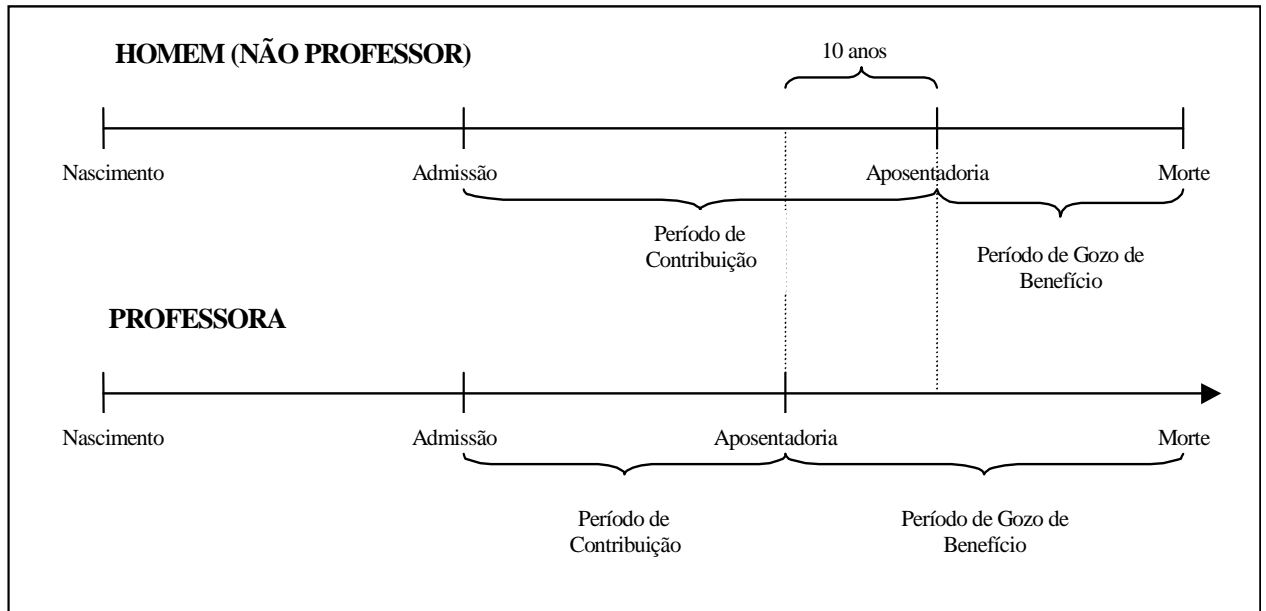 HOMEM (NÃO PROFESSOR)
10 anos
Nascimento
Admissão
Aposentadoria
Morte
Período de
Contribuição
Período de Gozo de
Benefício
PROFESSORA
Nascimento
Admissão
Aposentadoria
Morte
Período de
Contribuição
Período de Gozo de
Benefício